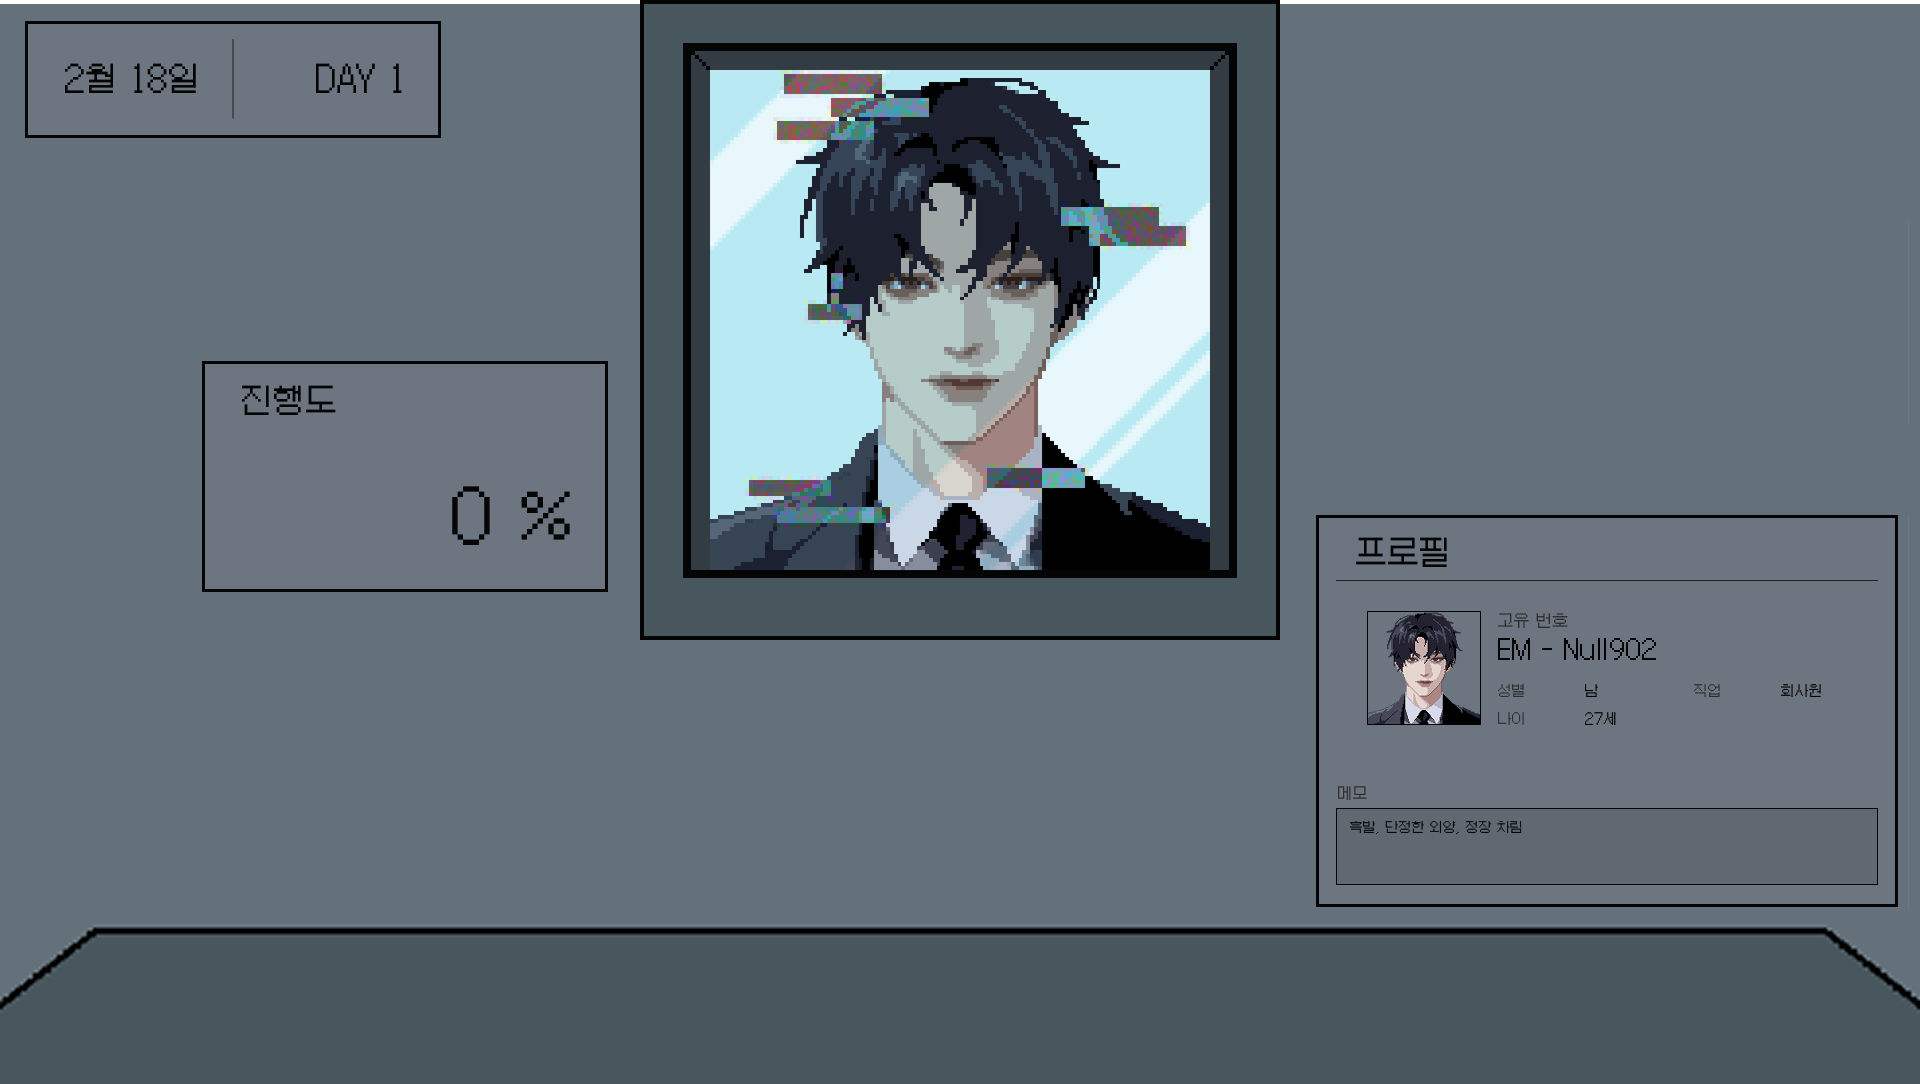 2월 18일
DAY 1
진행도
0 %
프로필
고유 번호
EM - Null902
성별 남 직업 회사원
나이 27세
메모
흑발, 단정한 외양, 정장 차림